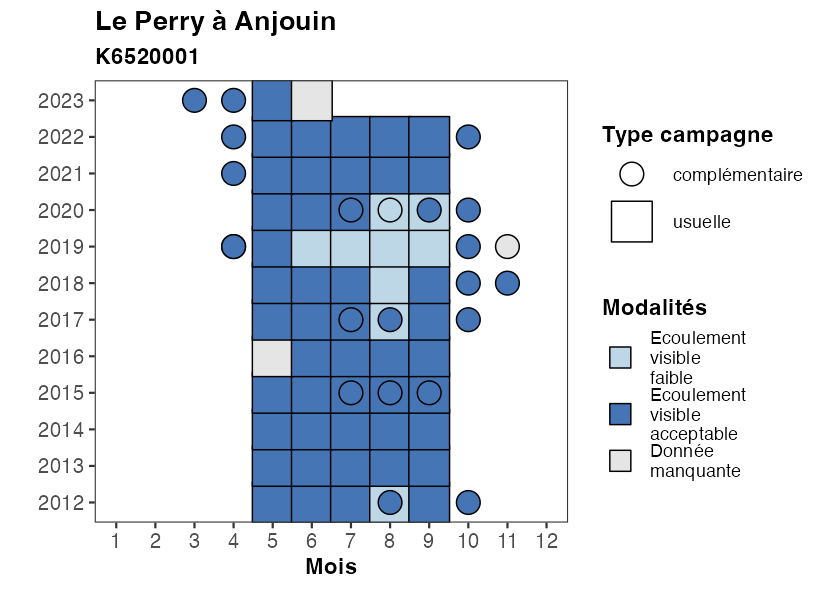 Le Perry à Anjouin
K6520001
2023
2022
2021
2020
2019
2018
2017
2016
2015
2014
2013
2012
1 2 3 4 5 6 7 8 9 10 11 12
Mois
Type campagne
complémentaire
usuelle
Modalités
Ecoulement
visible
faible
Ecoulement
visible
acceptable
Donnée
manquante